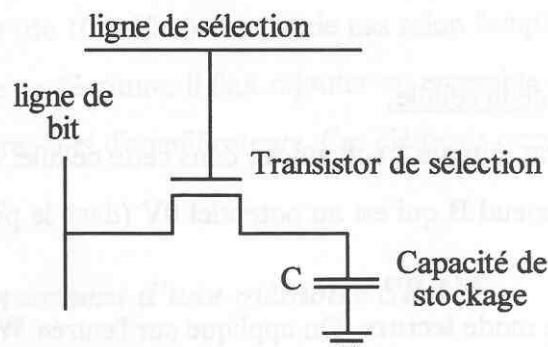 ligne de sélection
ligne de
bit
Transistor de sélection
C
Capacité de
stockage